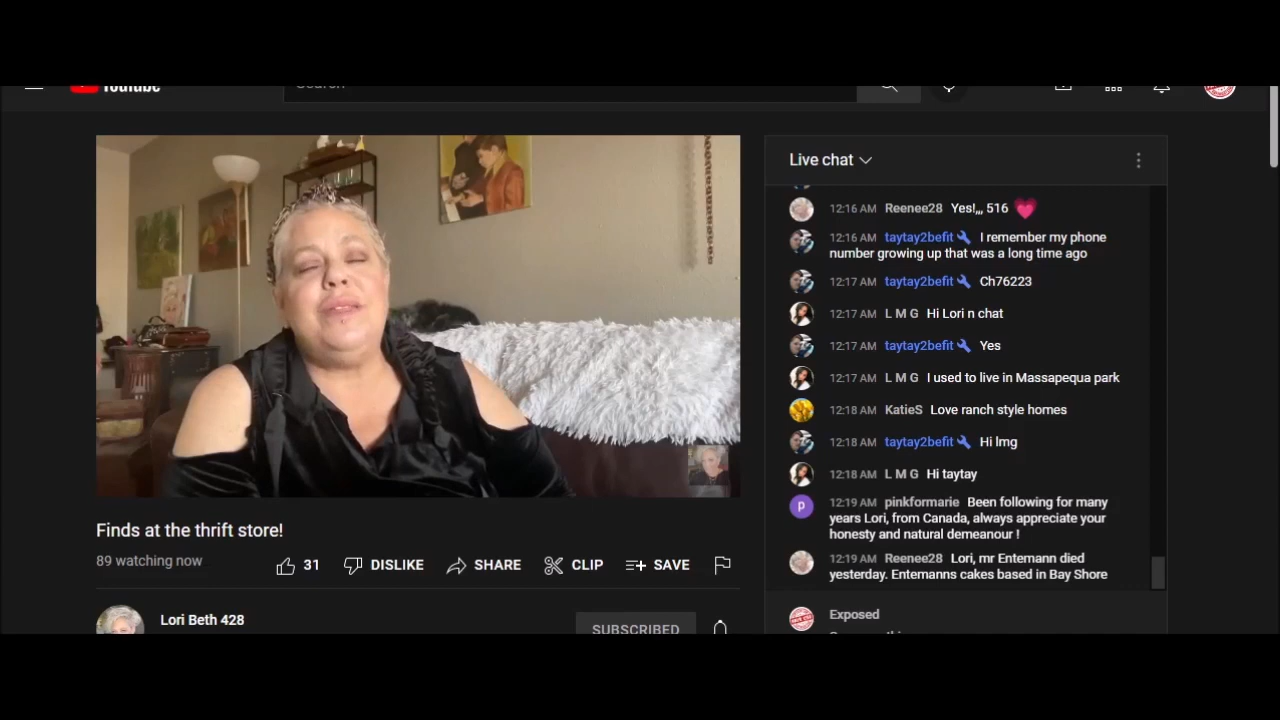 YouTube
Search
Live chat
12:16 AM Reenee28 Yes!,,, 516
12:16 AM taytay2befit I remember my phone
number growing up that was a long time ago
12:17 AM taytay2befit Ch76223
12:17 AM L M G Hi Lori n chat
12:17 AM taytay2befit Yes
12:17 AM L M G I used to live in Massapequa park
12:18 AM KatieS Love ranch style homes
12:18 AM taytay2befit Hi lmg
12:18 AM L M G Hi taytay
P 12:19 AM pinkformarie Been following for many
years Lori, from Canada, always appreciate your
honesty and natural demeanour !
12:19 AM Reenee28 Lori, mr Entemann died
yesterday. Entemanns cakes based in Bay Shore
Exposed
Finds at the thrift store!
89 watching now
31 DISLIKE SHARE CLIP SAVE
Lori Beth 428
SUBSCRIBED